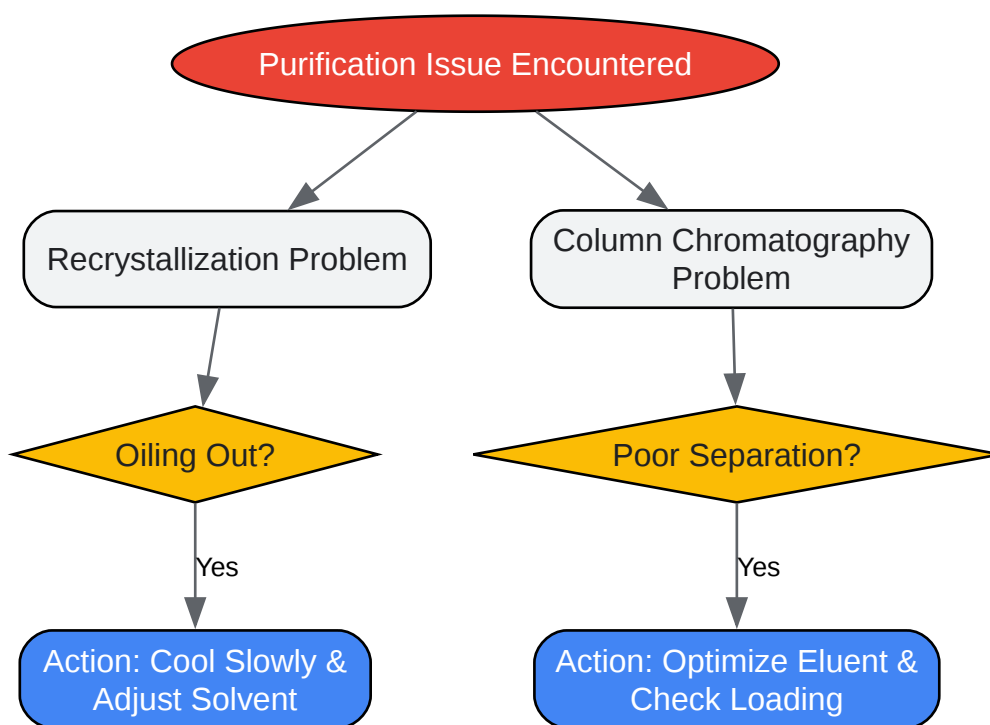 Purification Issue Encountered
Recrystallization Problem
Column Chromatography
Problem
Oiling Out?
Poor Separation?
Yes
Yes
Action: Cool Slowly &
Adjust Solvent
Action: Optimize Eluent &
Check Loading